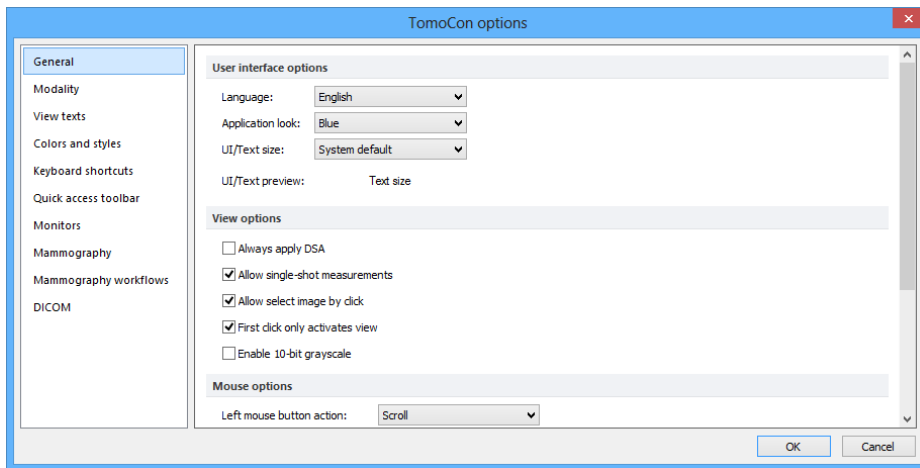 TomoCon options
General
Modality
View texts
Colors and styles
Keyboard shortcuts
Quick access toolbar
Monitors
Mammography
Mammography workflows
DICOM
User interface options
Language: English
Application look: Blue
UI/Text size: System default
UI/Text preview: Text size
View options
Always apply DSA
Allow single-shot measurements
Allow select image by click
First click only activates view
Enable 10-bit grayscale
Mouse options
Left mouse button action: Scroll
OK Cancel